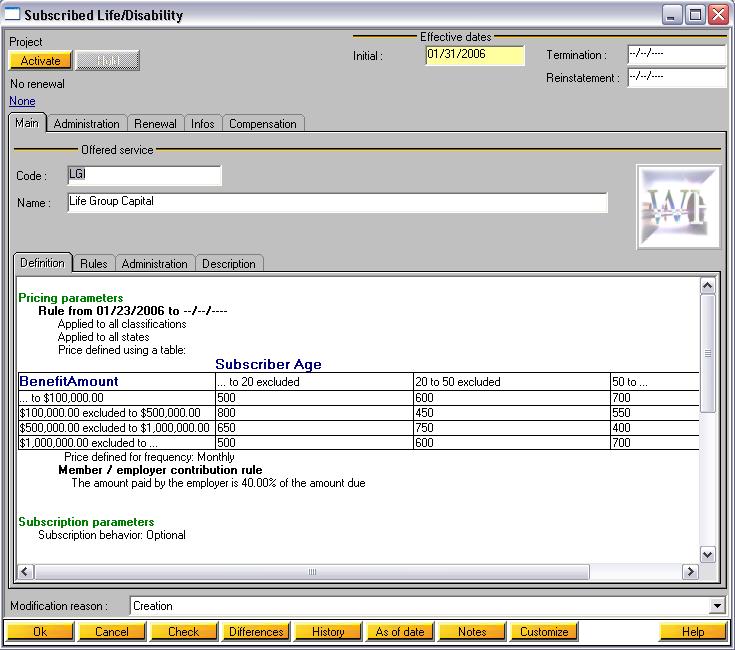 Subscribed Life/Disability
Project
Effective dates
Activate Hold
Initial : 01/31/2006
Termination : --/--/----
Reinstatement : --/--/----
No renewal
None
Main Administration Renewal Infos Compensation
Offered service
Code : LGI
Name : Life Group Capital
Definition Rules Administration Description
Pricing parameters
Rule from 01/23/2006 to --/--/----
Applied to all classifications
Applied to all states
Price defined using a table:
Subscriber Age
BenefitAmount ... to 20 excluded 20 to 50 excluded 50 to ...
... to $100,000.00 500 600 700
$100,000.00 excluded to $500,000.00 800 450 550
$500,000.00 excluded to $1,000,000.00 650 750 400
$1,000,000.00 excluded to ... 500 600 700
Price defined for frequency: Monthly
Member / employer contribution rule
The amount paid by the employer is 40.00% of the amount due
Subscription parameters
Subscription behavior: Optional
Modification reason : Creation
Ok Cancel Check Differences History As of date Notes Customize Help